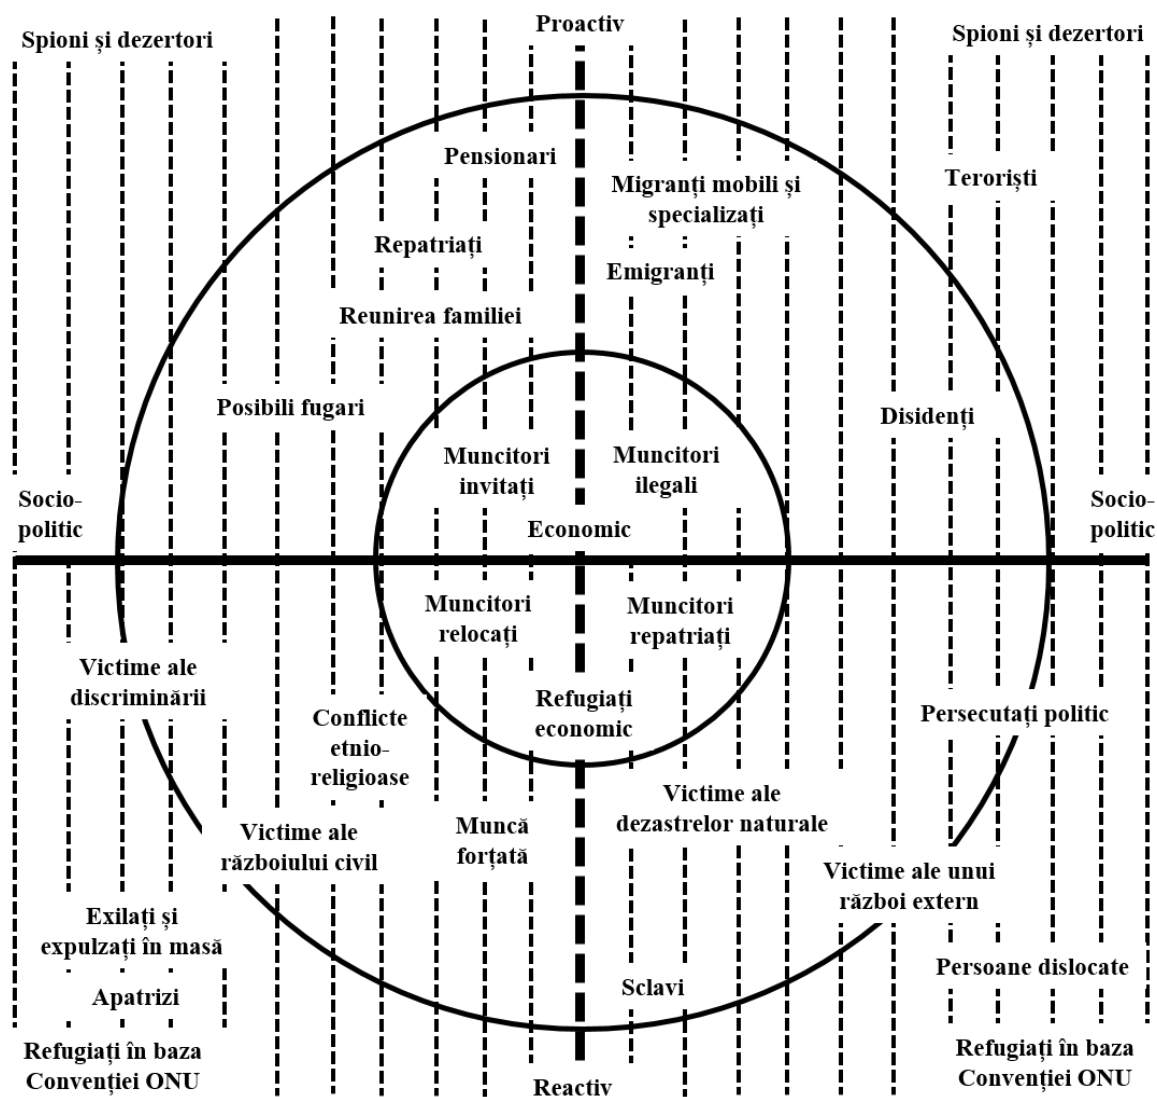 Proactiv
Spioni și dezertori
Spioni și dezertori
Pensionari
Migranți mobili și
specializați
Teroriști
Repatriați
Emigranți
Reunirea familiei
Posibili fugari
Disidenți
Muncitori
invitați
Muncitori
ilegali
Socio-
politic
Economic
Socio-
politic
Muncitori
relocați
Muncitori
repatriați
Victime ale
discriminării
Refugiați
economic
Conflicte
etnio-
religioase
Persecutați politic
Victime ale
dezastrelor naturale
Victime ale
războiului civil
Muncă
forțată
Victime ale unui
război extern
Exilați și
expulzați în masă
Persoane dislocate
Apatrizi
Sclavi
Refugiați în baza
Convenției ONU
Refugiați în baza
Convenției ONU
Reactiv